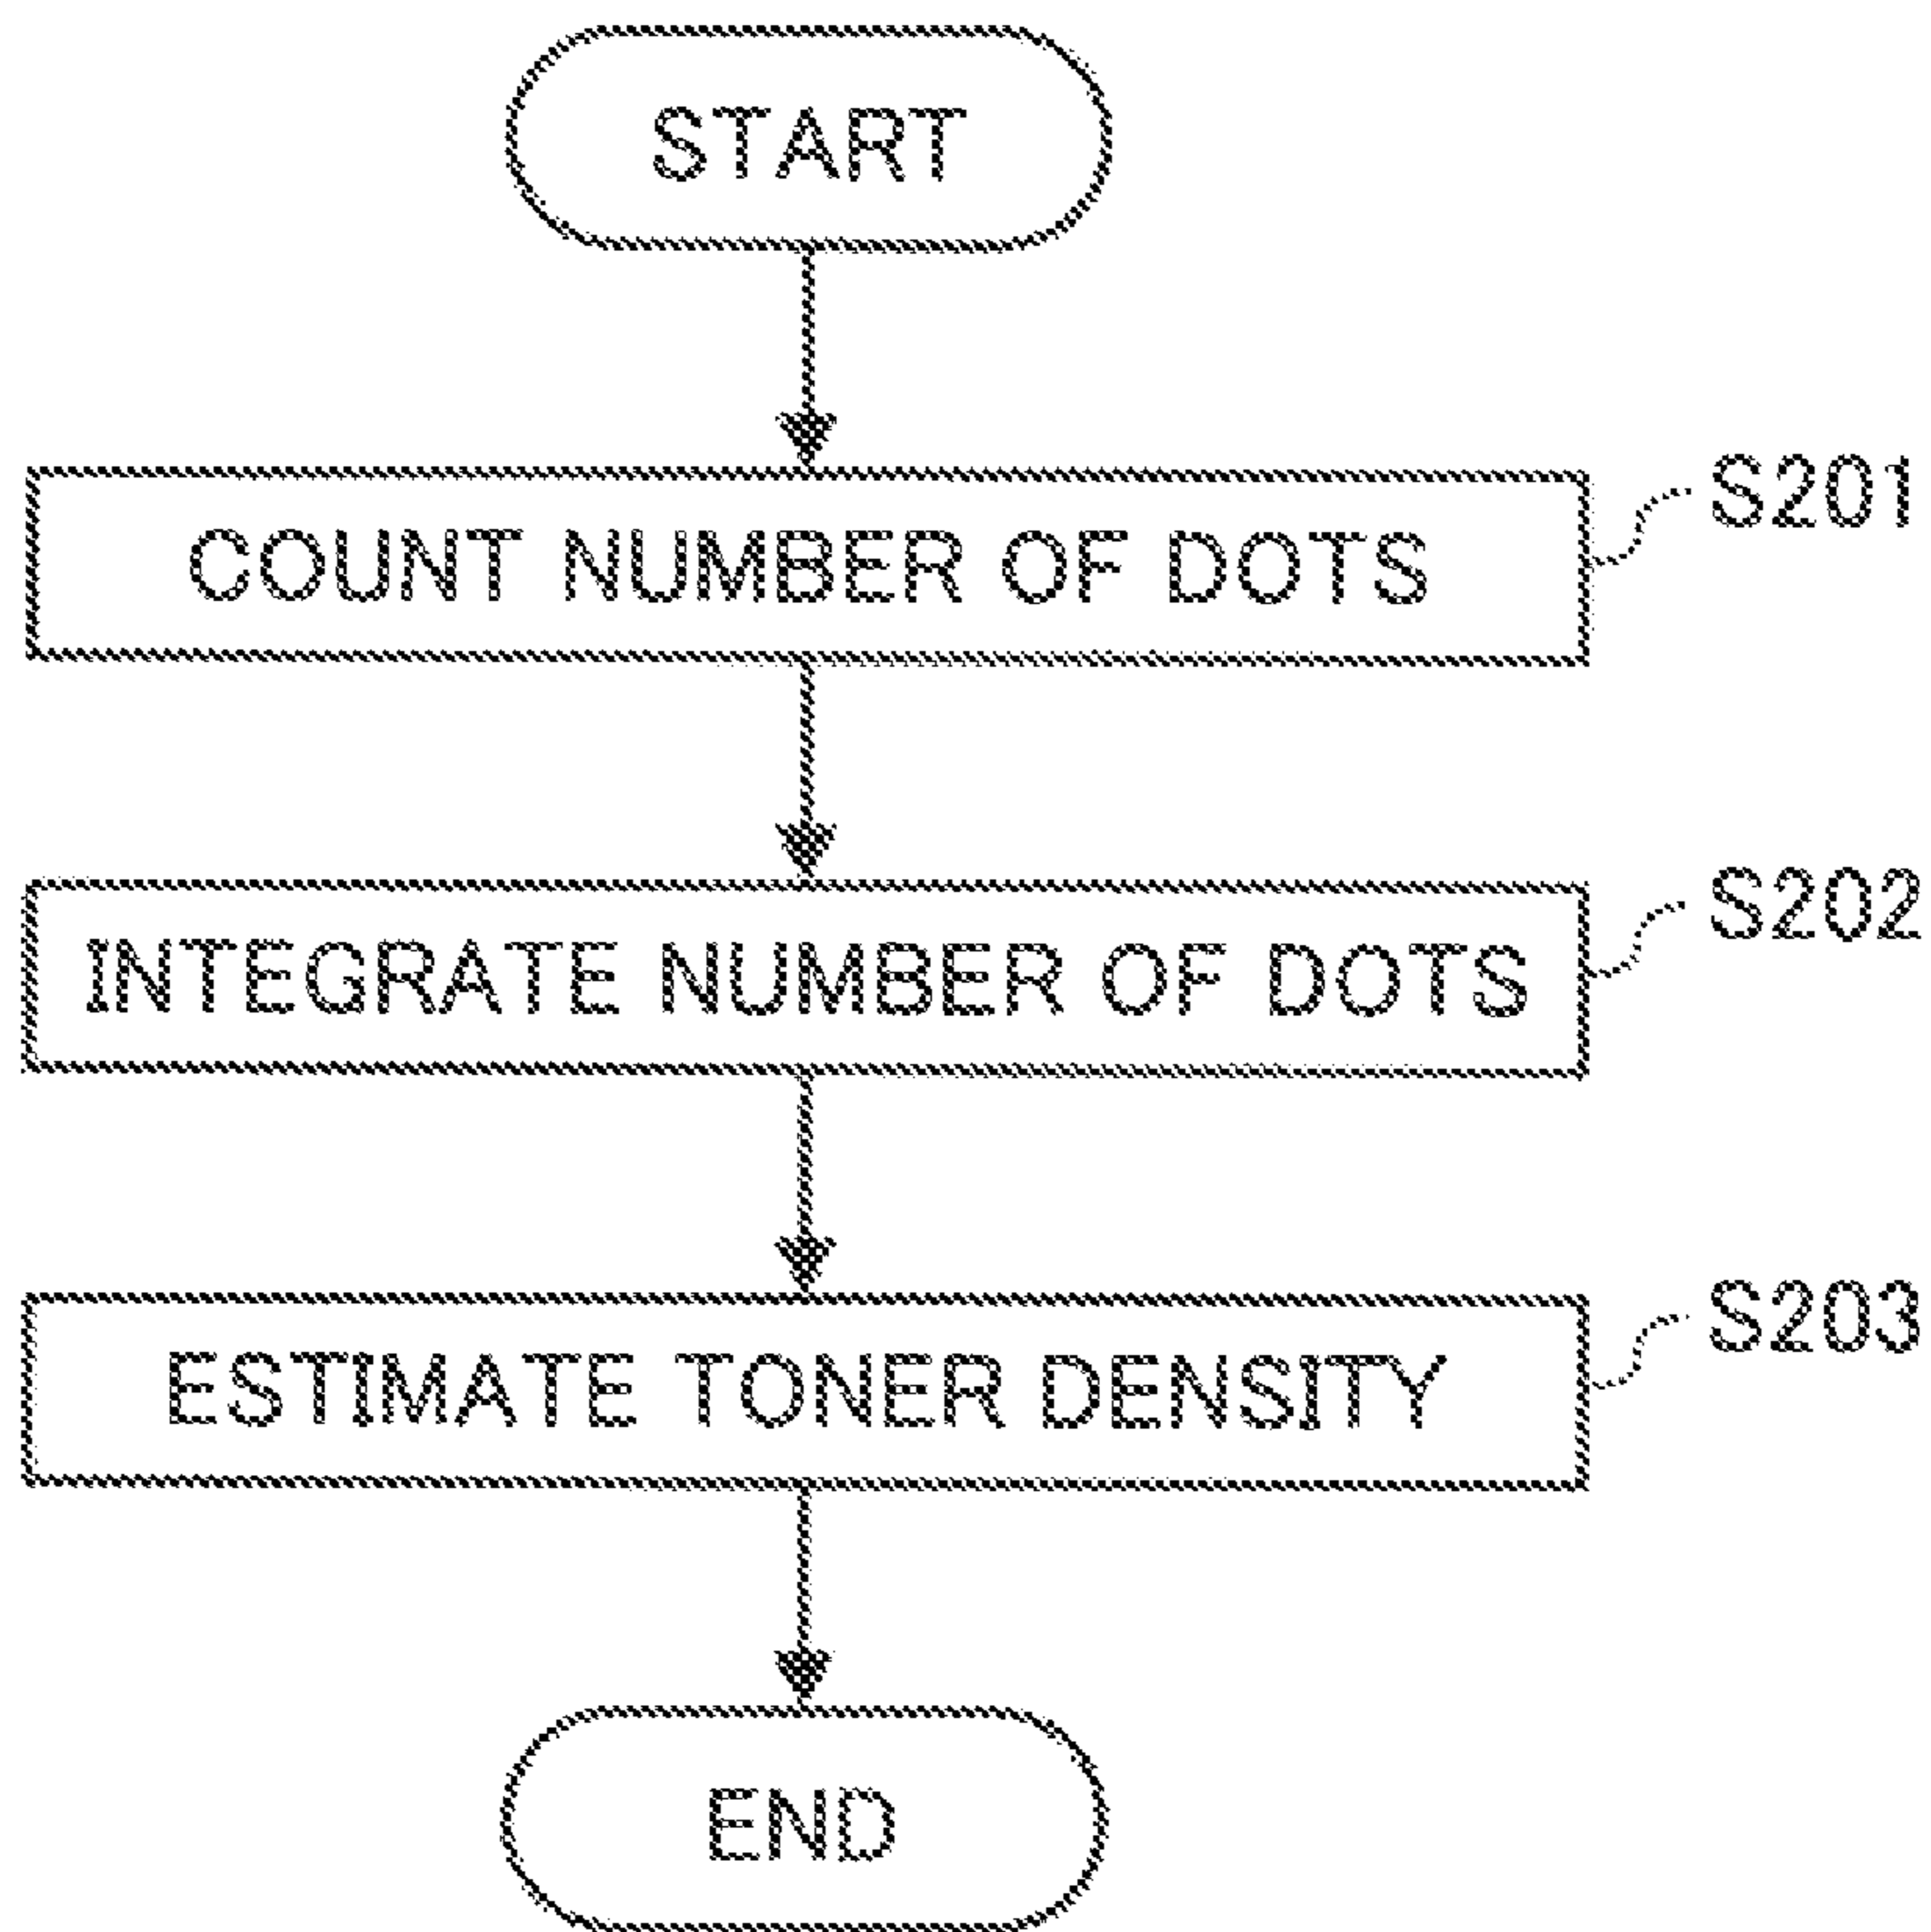 START
COUNT NUMBER OF DOTS
S201
INTEGRATE NUMBER OF DOTS
S202
ESTIMATE TONER DENSITY
S203
END